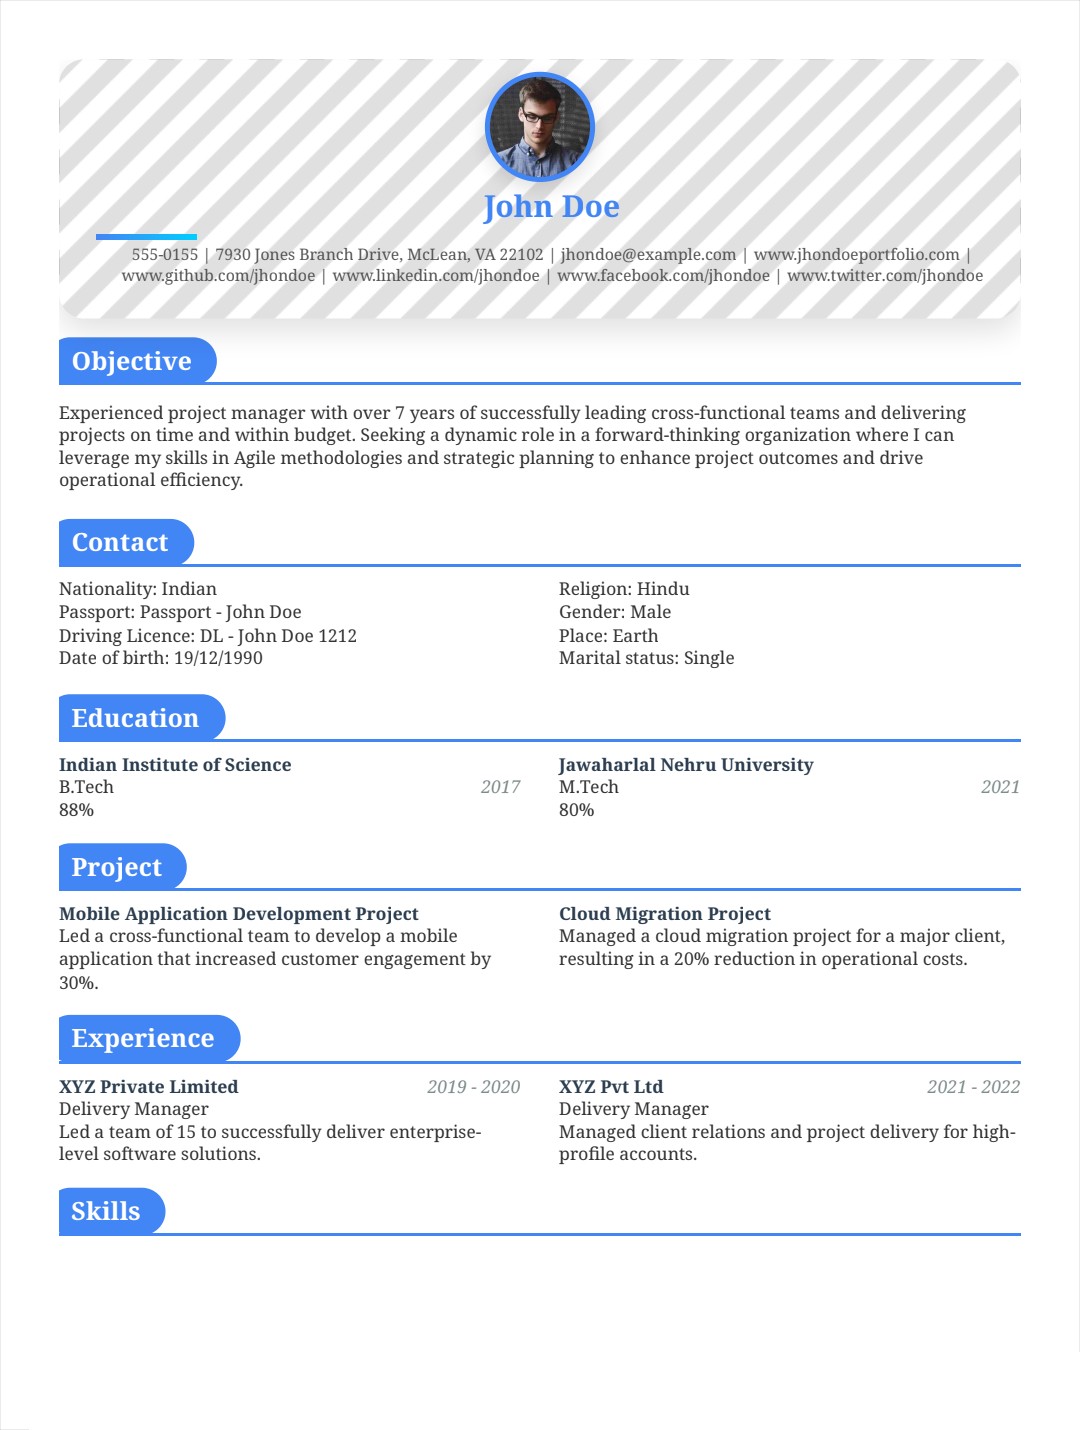 John Doe
555-0155 | 7930 Jones Branch Drive, McLean, VA 22102 | jhondoe@example.com | www.jhondoeportfolio.com |
www.github.com/jhondoe | www.linkedin.com/jhondoe | www.facebook.com/jhondoe | www.twitter.com/jhondoe
Objective
Experienced project manager with over 7 years of successfully leading cross-functional teams and delivering
projects on time and within budget. Seeking a dynamic role in a forward-thinking organization where I can
leverage my skills in Agile methodologies and strategic planning to enhance project outcomes and drive
operational efficiency.
Contact
Nationality: Indian
Passport: Passport - John Doe
Driving Licence: DL - John Doe 1212
Date of birth: 19/12/1990
Religion: Hindu
Gender: Male
Place: Earth
Marital status: Single
Education
Indian Institute of Science
B.Tech 2017
88%
Jawaharlal Nehru University
M.Tech 2021
80%
Project
Mobile Application Development Project
Led a cross-functional team to develop a mobile
application that increased customer engagement by
30%.
Cloud Migration Project
Managed a cloud migration project for a major client,
resulting in a 20% reduction in operational costs.
Experience
XYZ Private Limited 2019 - 2020
Delivery Manager
Led a team of 15 to successfully deliver enterprise-
level software solutions.
XYZ Pvt Ltd 2021 - 2022
Delivery Manager
Managed client relations and project delivery for high-
profile accounts.
Skills